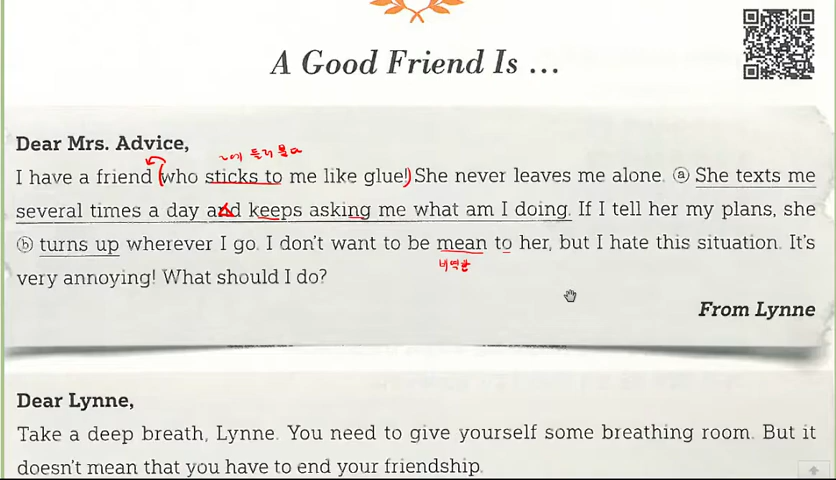 A Good Friend Is ...
Dear Mrs. Advice,
~에 들러붙다
I have a friend (who sticks to me like glue!) She never leaves me alone. ⓐ She texts me
several times a day and keeps asking me what am I doing. If I tell her my plans, she
ⓑ turns up wherever I go. I don't want to be mean to her, but I hate this situation. It's
very annoying! What should I do?
From Lynne
Dear Lynne,
Take a deep breath, Lynne. You need to give yourself some breathing room. But it
doesn't mean that you have to end your friendship.